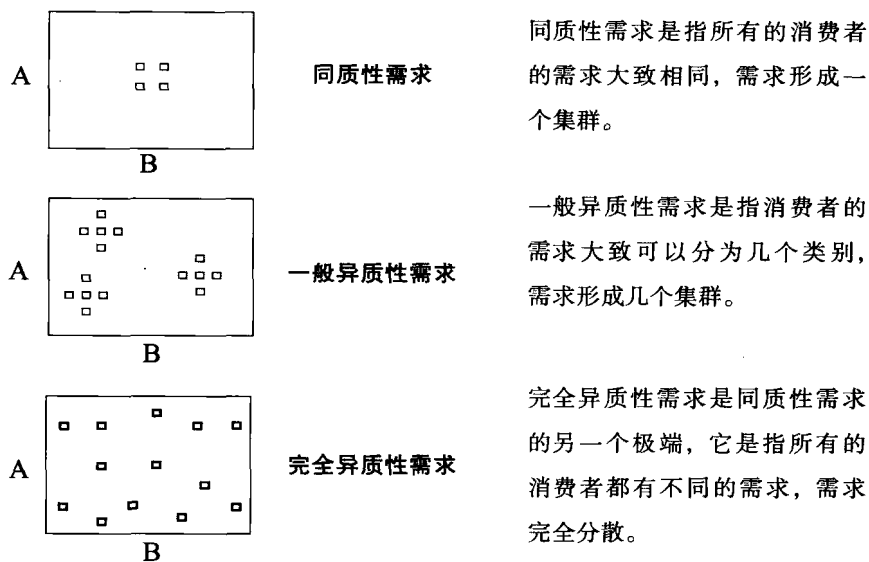 A
B
同质性需求
同质性需求是指所有的消费者
的需求大致相同，需求形成一
个集群。
A
B
一般异质性需求
一般异质性需求是指消费者的
需求大致可以分为几个类别，
需求形成几个集群。
A
B
完全异质性需求
完全异质性需求是同质性需求
的另一个极端，它是指所有的
消费者都有不同的需求，需求
完全分散。